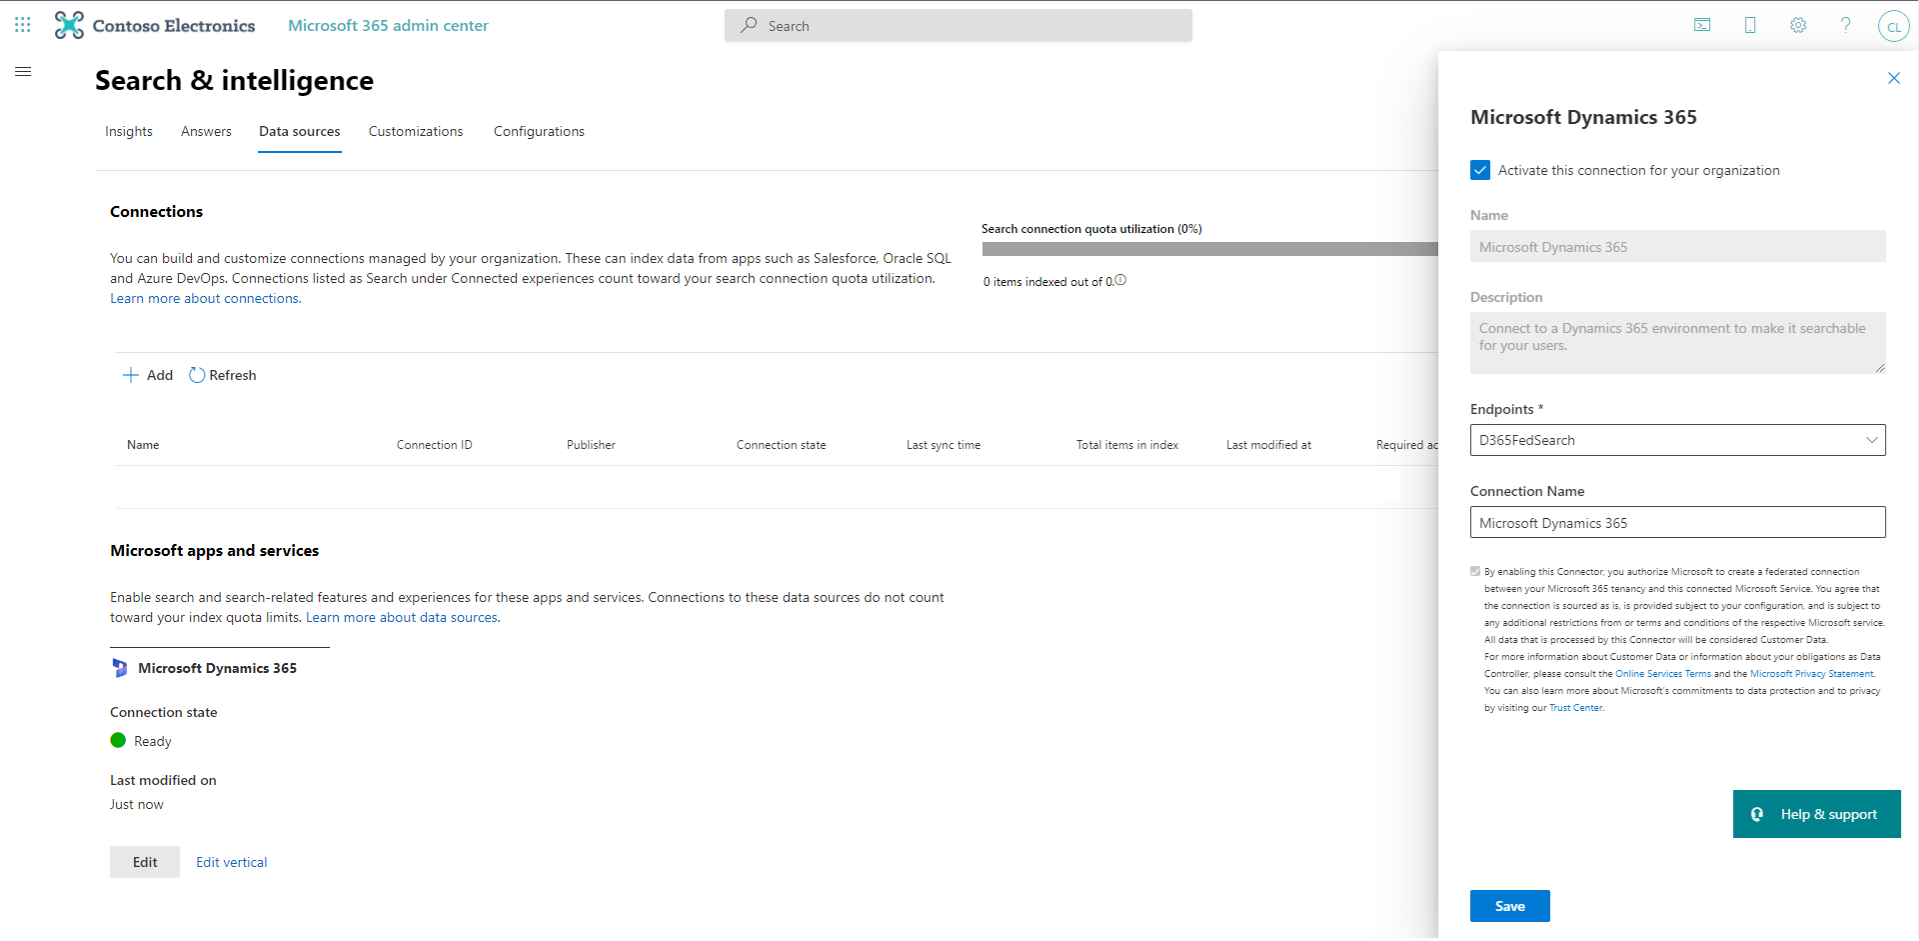 Contoso Electronics
Microsoft 365 admin center
Search
CL
Search & intelligence
Insights
Answers
Data sources
Customizations
Configurations
Connections
You can build and customize connections managed by your organization. These can index data from apps such as Salesforce, Oracle SQL
and Azure DevOps. Connections listed as Search under Connected experiences count toward your search connection quota utilization.
Learn more about connections.
Search connection quota utilization (0%)
0 items indexed out of 0.
Add
Refresh
Name
Connection ID
Publisher
Connection state
Last sync time
Total items in index
Last modified at
Required ac
Microsoft apps and services
Enable search and search-related features and experiences for these apps and services. Connections to these data sources do not count
toward your index quota limits. Learn more about data sources.
Microsoft Dynamics 365
Connection state
Ready
Last modified on
Just now
Edit
Edit vertical
Microsoft Dynamics 365
Activate this connection for your organization
Name
Microsoft Dynamics 365
Description
Connect to a Dynamics 365 environment to make it searchable
for your users.
Endpoints *
D365FedSearch
Connection Name
Microsoft Dynamics 365
By enabling this Connector, you authorize Microsoft to create a federated connection
between your Microsoft 365 tenancy and this connected Microsoft Service. You agree that
the connection is sourced as is, is provided subject to your configuration, and is subject to
any additional restrictions from or terms and conditions of the respective Microsoft service.
All data that is processed by this Connector will be considered Customer Data.
For more information about Customer Data or information about your obligations as Data
Controller, please consult the Online Services Terms and the Microsoft Privacy Statement.
You can also learn more about Microsoft's commitments to data protection and to privacy
by visiting our Trust Center.
Help & support
Save